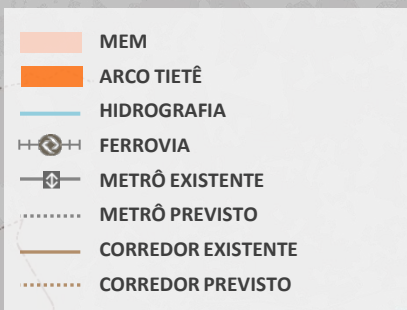 MEM
ARCO TIETÊ
HIDROGRAFIA
FERROVIA
METRÔ EXISTENTE
METRÔ PREVISTO
CORREDOR EXISTENTE
CORREDOR PREVISTO